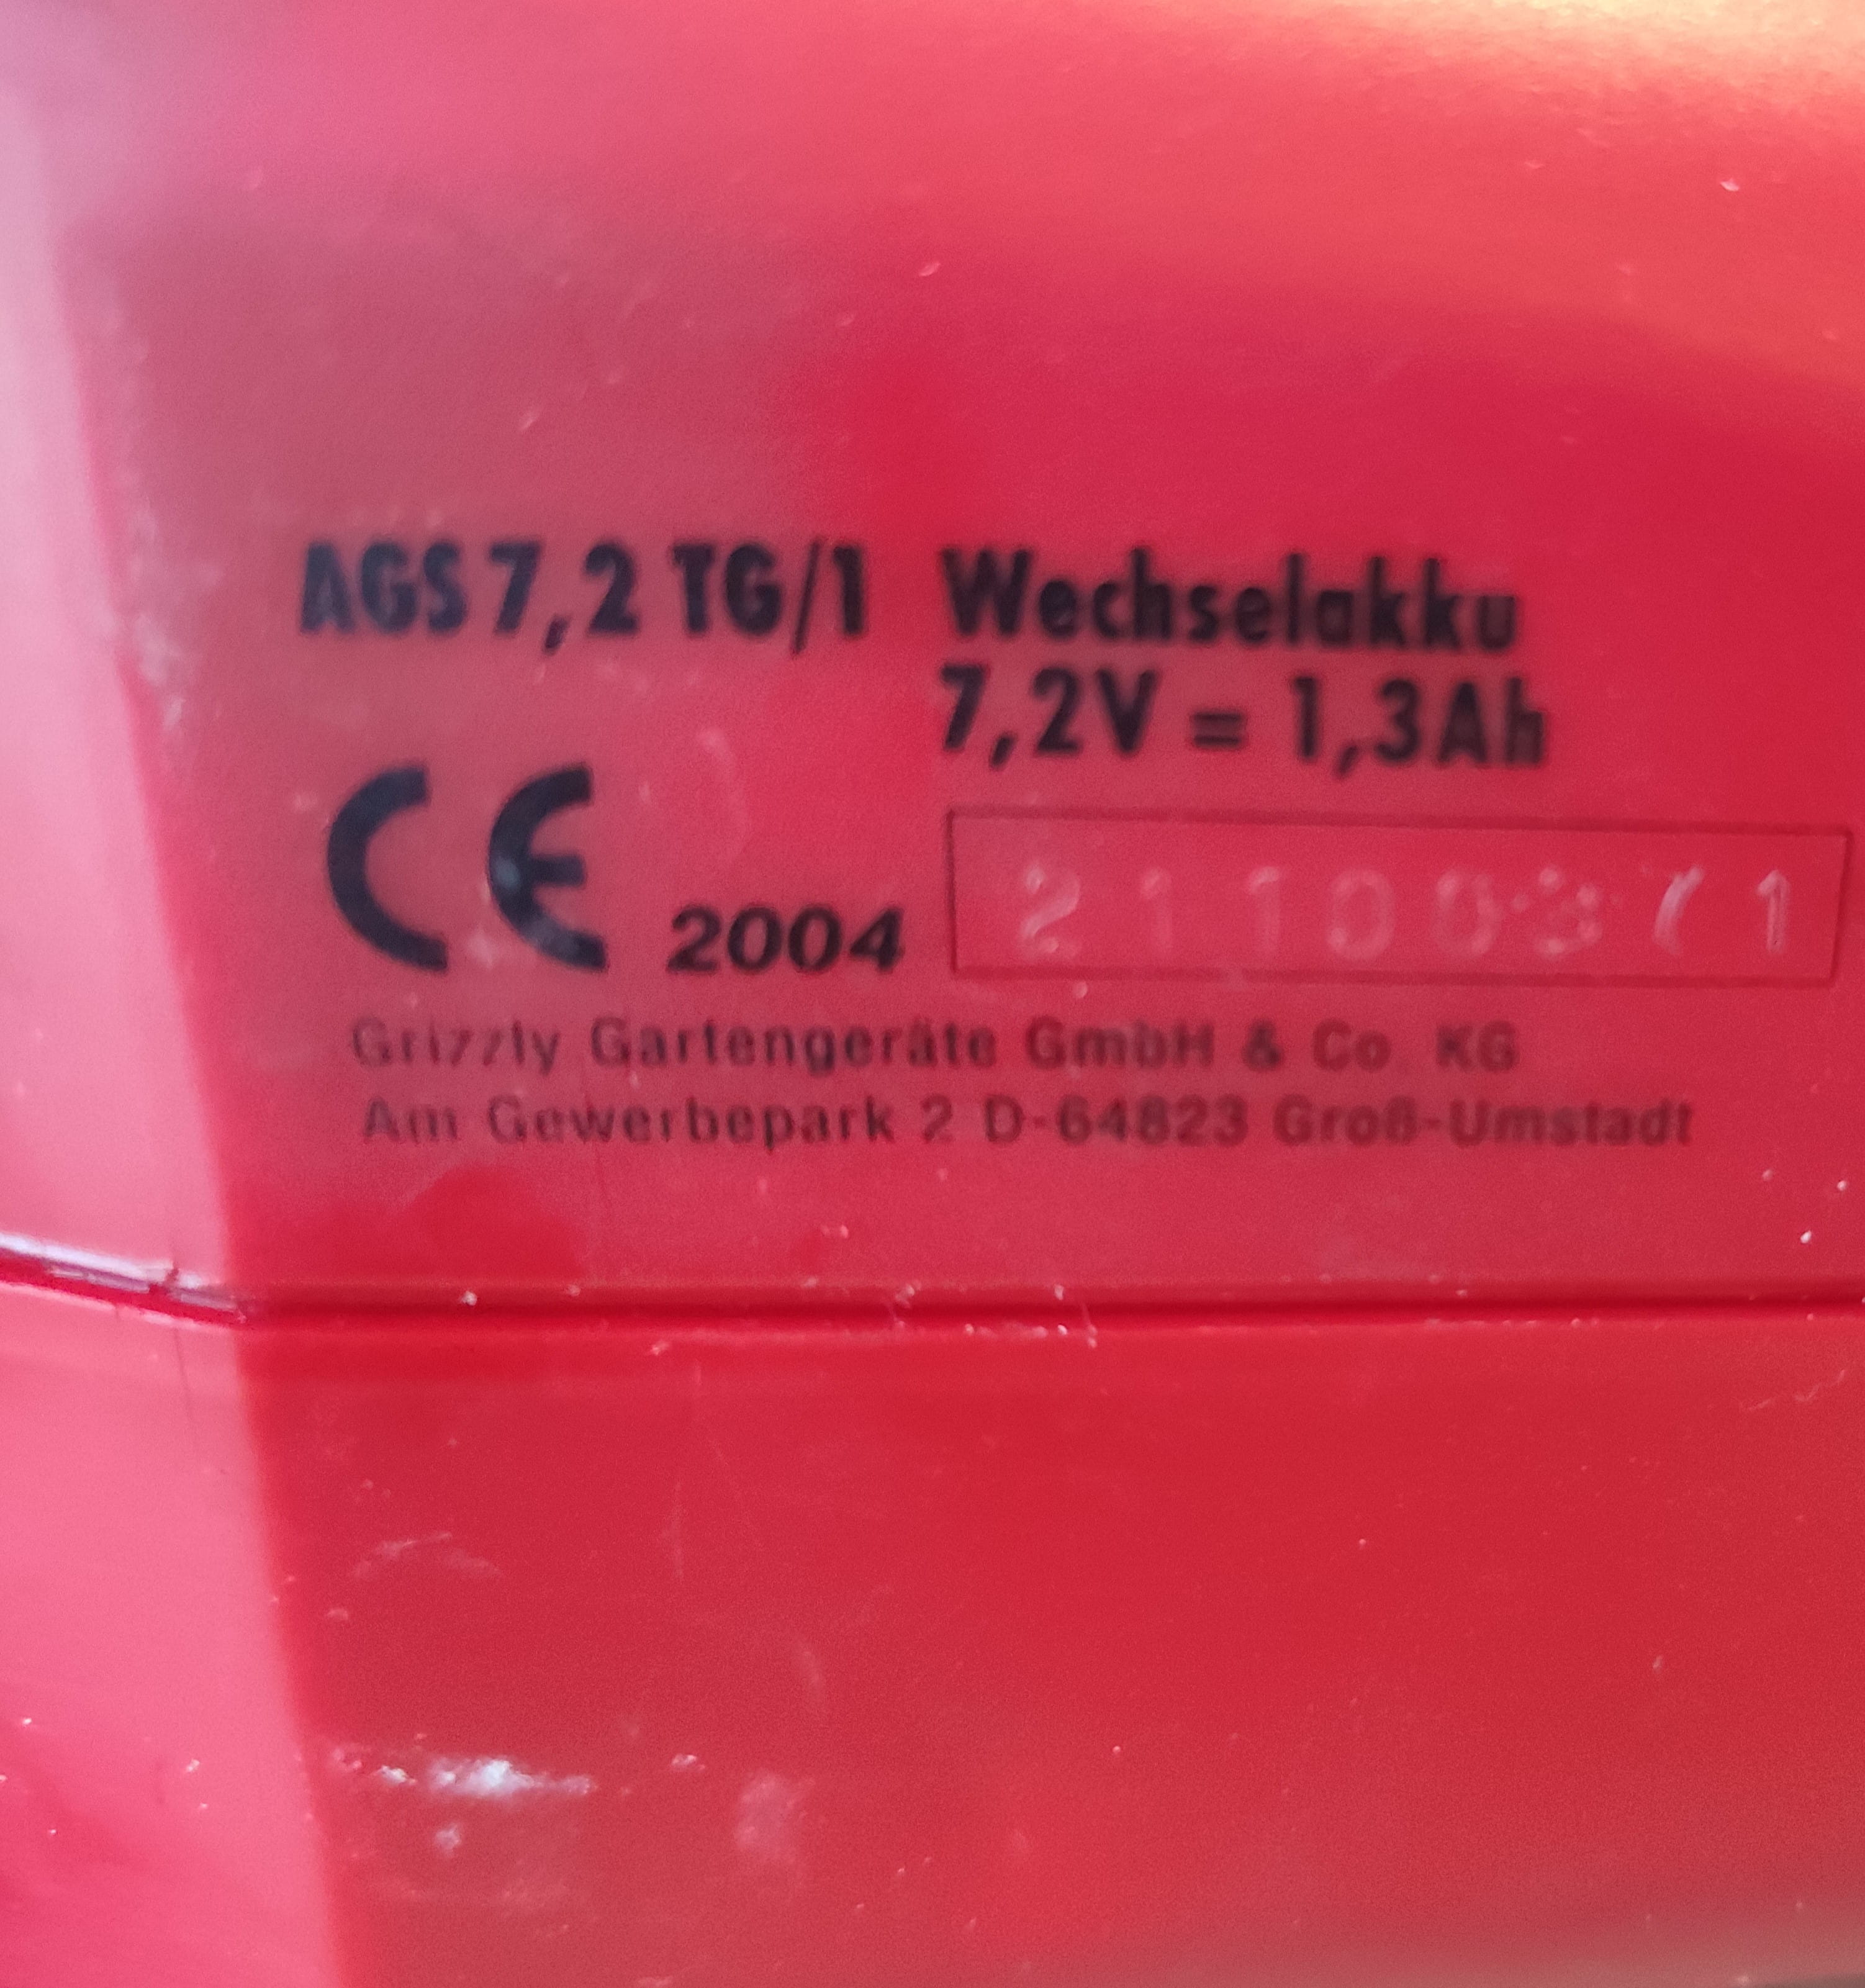 AGS 7,2 TG/1 Wechselakku
7,2V = 1,3Ah
CE 2004 21100371
Grizzly Gartengeräte GmbH & Co. KG
Am Gewerbepark 2 D-64823 Groß-Umstadt